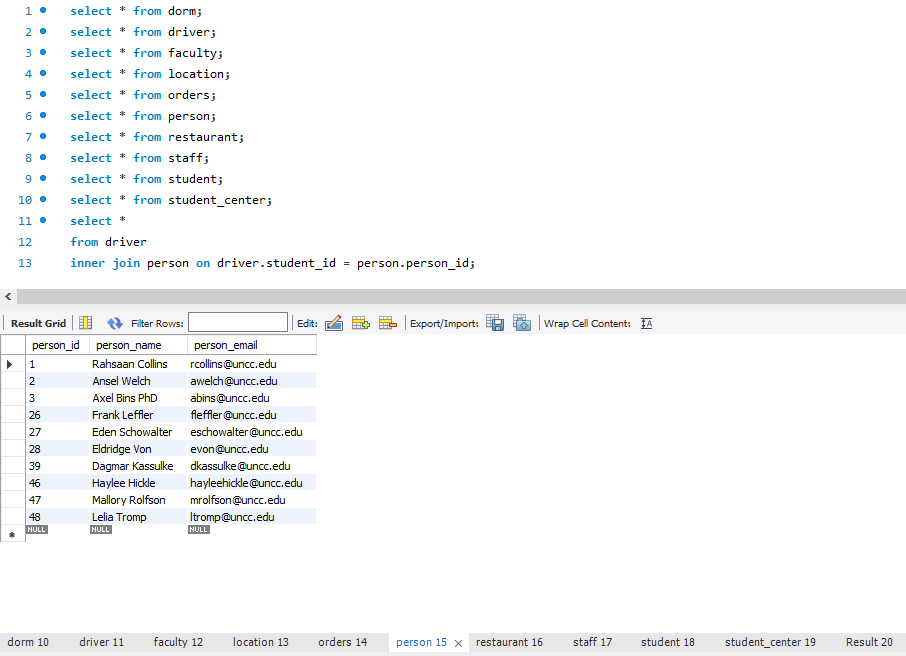 1 select * from dorm;
2 select * from driver;
3 select * from faculty;
4 select * from location;
5 select * from orders;
6 select * from person;
7 select * from restaurant;
8 select * from staff;
9 select * from student;
10 select * from student_center;
11 select *
12 from driver
13 inner join person on driver.student_id = person.person_id;
Result Grid Filter Rows: Edit: Export/Import: Wrap Cell Content: IA
person_id person_name person_email
1 Rahsaan Collins rcollins@uncc.edu
2 Ansel Welch awelch@uncc.edu
3 Axel Bins PhD abins@uncc.edu
26 Frank Leffler fleffler@uncc.edu
27 Eden Schowalter eschowalter@uncc.edu
28 Eldridge Von evon@uncc.edu
39 Dagmar Kassulke dkassulke@uncc.edu
46 Haylee Hickle hayleehickle@uncc.edu
47 Mallory Rolfson mrolfson@uncc.edu
48 Lelia Tromp ltromp@uncc.edu
NULL NULL NULL
dorm 10 driver 11 faculty 12 location 13 orders 14 person 15 restaurant 16 staff 17 student 18 student_center 19 Result 20